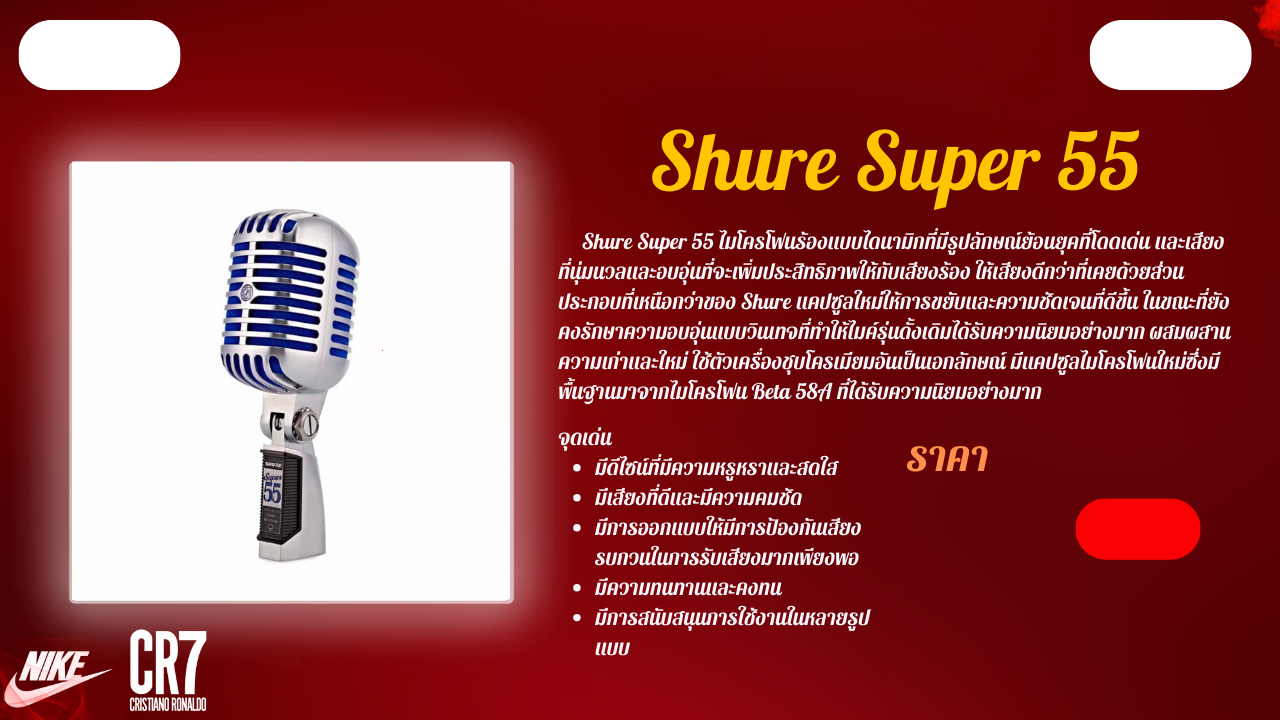 Shure Super 55
Shure Super 55 ไมโครโฟนร้องแบบไดนามิกที่มีรูปลักษณ์ย้อนยุคที่โดดเด่น และเสียง
ที่นุ่มนวลและอบอุ่นที่จะเพิ่มประสิทธิภาพให้กับเสียงร้อง ให้เสียงดีกว่าที่เคยด้วยส่วน
ประกอบที่เหนือกว่าของ Shure แคปซูลใหม่ให้การขยับและความชัดเจนที่ดีขึ้น ในขณะที่ยัง
คงรักษาความอบอุ่นแบบวินเทจที่ทำให้ไมค์รุ่นดั้งเดิมได้รับความนิยมอย่างมาก ผสมผสาน
ความเก่าและใหม่ ใช้ตัวเครื่องชุบโครเมียมอันเป็นเอกลักษณ์ มีแคปซูลไมโครโฟนใหม่ซึ่งมี
พื้นฐานมาจากไมโครโฟน Beta 58A ที่ได้รับความนิยมอย่างมาก
จุดเด่น
มีดีไซน์ที่มีความหรูหราและสดใส
มีเสียงที่ดีและมีความคมชัด
มีการออกแบบให้มีการป้องกันเสียง
รบกวนในการรับเสียงมากเพียงพอ
มีความทนทานและคงทน
มีการสนับสนุนการใช้งานในหลายรูป
แบบ
ราคา
SHURE
Super
55
NIKE
CR7
CRISTIANO RONALDO